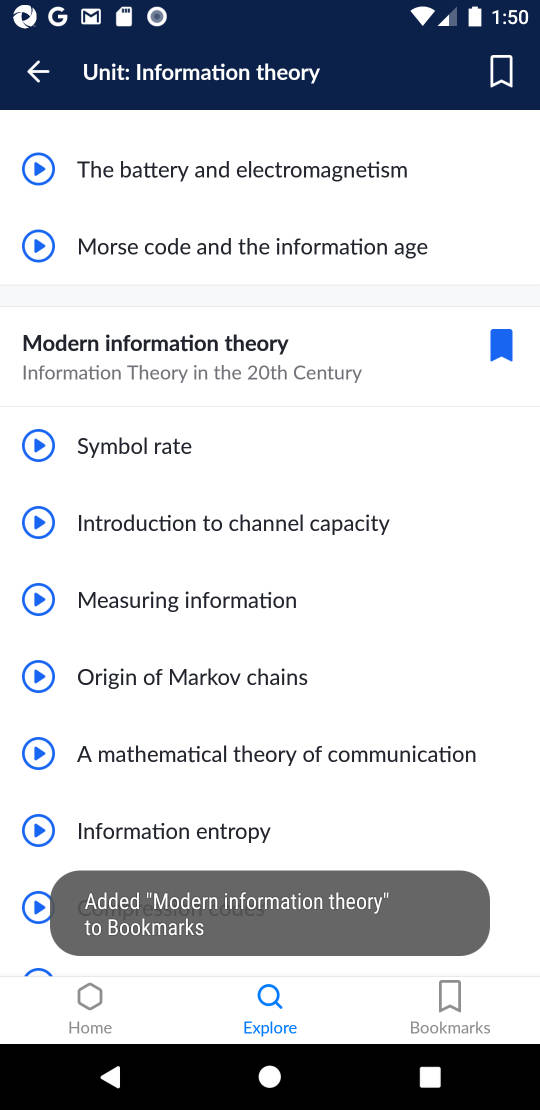 1:50
Unit: Information theory
The battery and electromagnetism
Morse code and the information age
Modern information theory
Information Theory in the 20th Century
Symbol rate
Introduction to channel capacity
Measuring information
Origin of Markov chains
A mathematical theory of communication
Information entropy
Compression codes
Added "Modern information theory"
to Bookmarks
Home
Explore
Bookmarks